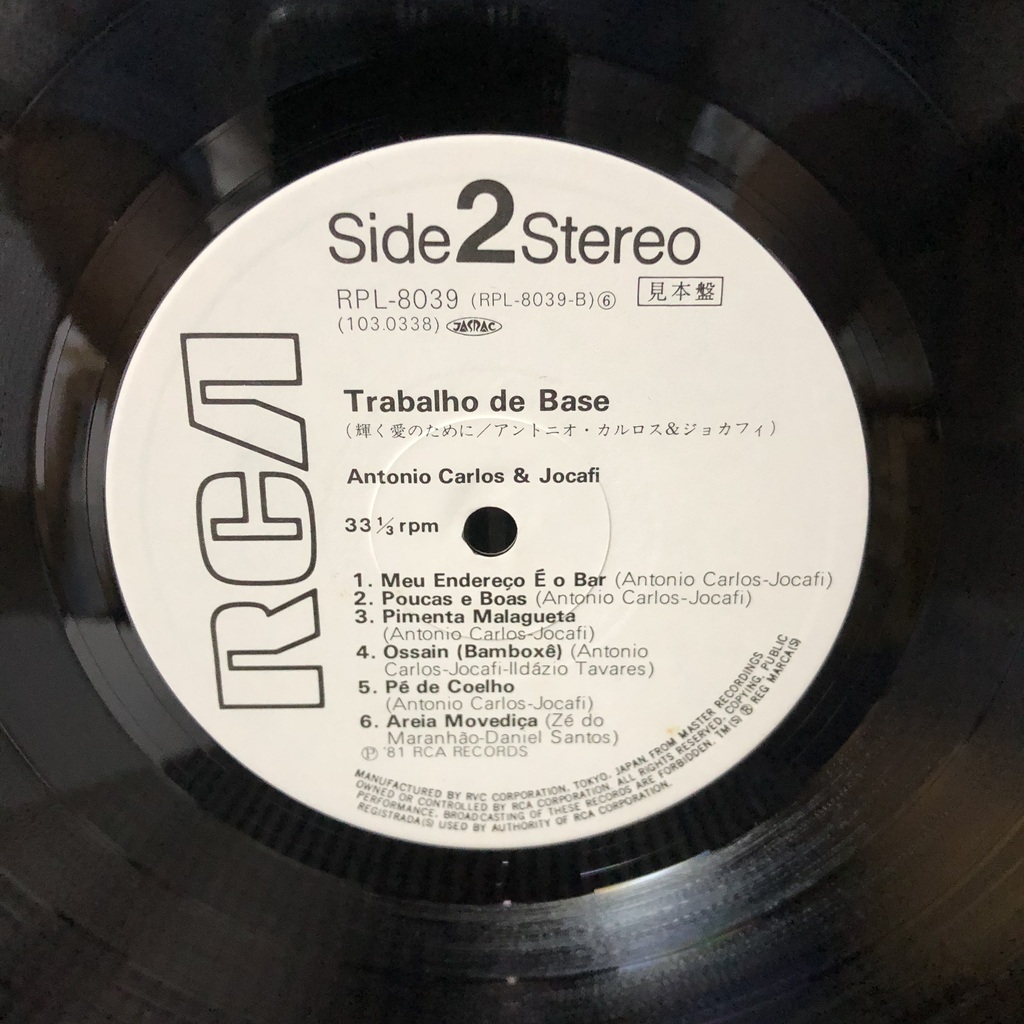 Side 2 Stereo
RPL-8039 (RPL-8039-B)⑥ 見本盤
(103.0338) JASRAC
RCA
Trabalho de Base
(輝く愛のために／アントニオ・カルロス&ジョカフィ)
Antonio Carlos & Jocafi
33 1/3 rpm
1. Meu Endereço É o Bar (Antonio Carlos-Jocafi)
2. Poucas e Boas (Antonio Carlos-Jocafi)
3. Pimenta Malagueta
(Antonio Carlos-Jocafi)
4. Ossain (Bamboxê) (Antonio
Carlos-Jocafi-Ildázio Tavares)
5. Pé de Coelho
(Antonio Carlos-Jocafi)
6. Areia Movediça (Zé do
Maranhão-Daniel Santos)
Ⓟ '81 RCA RECORDS
MANUFACTURED BY RVC CORPORATION, TOKYO, JAPAN. FROM MASTER RECORDINGS
OWNED OR CONTROLLED BY RCA CORPORATION. ALL RIGHTS RESERVED. COPYING, PUBLIC
PERFORMANCE, BROADCASTING OF THESE RECORDS ARE FORBIDDEN. TM(S) ® REG MARCA(S)
REGISTRADA(S) USED BY AUTHORITY OF RCA CORPORATION.